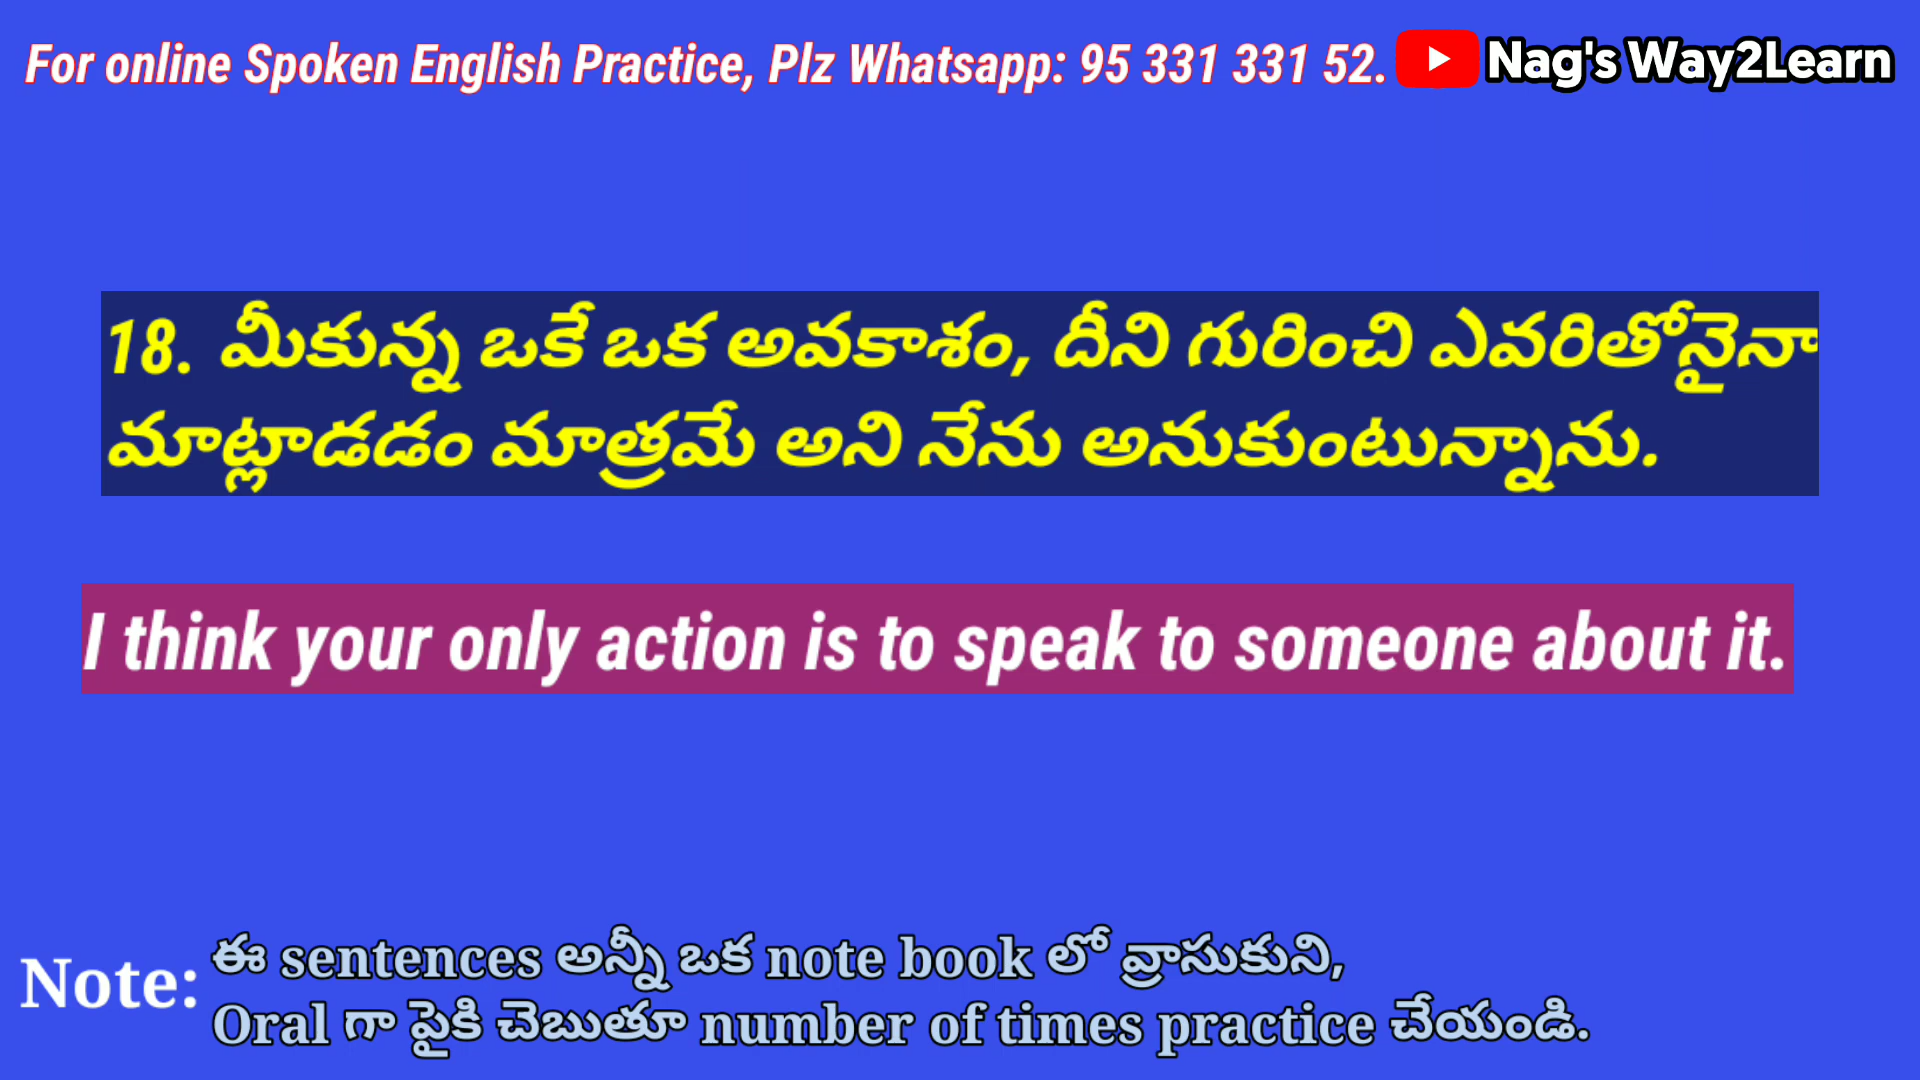 For online Spoken English Practice, Plz Whatsapp: 95 331 331 52. Nag's Way2Learn
18. మీకున్న ఒకే ఒక అవకాశం, దీని గురించి ఎవరితోనైనా
మాట్లాడడం మాత్రమే అని నేను అనుకుంటున్నాను.
I think your only action is to speak to someone about it.
Note: ఈ sentences అన్నీ ఒక note book లో వ్రాసుకుని,
Oral గా పైకి చెబుతూ number of times practice చేయండి.